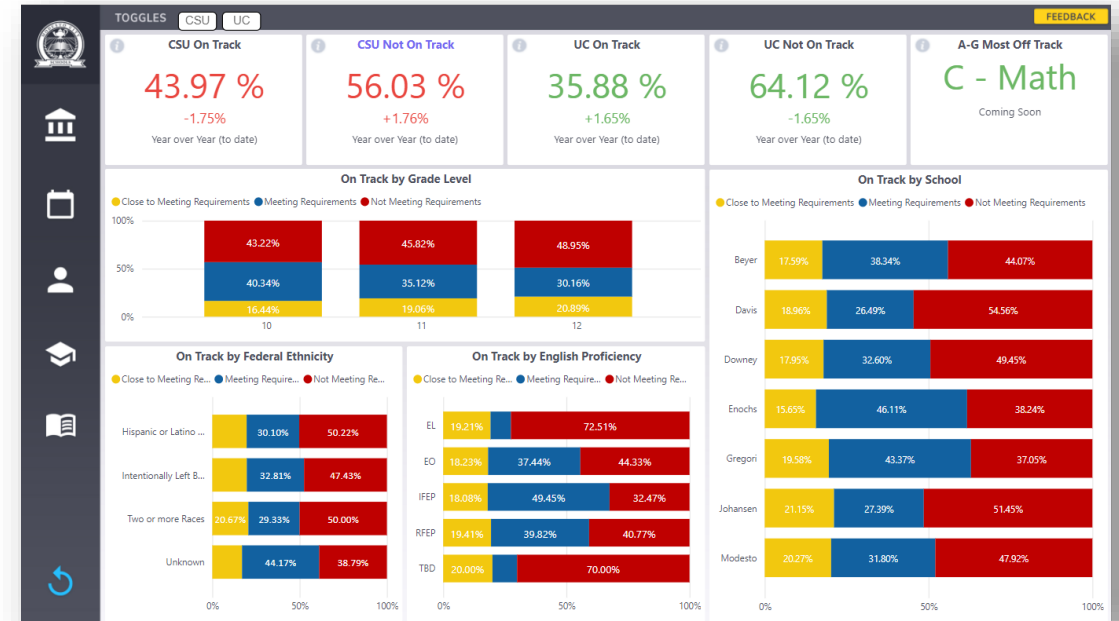 TOGGLES CSU UC FEEDBACK
CSU On Track
43.97 %
-1.75%
Year over Year (to date)
CSU Not On Track
56.03 %
+1.76%
Year over Year (to date)
UC On Track
35.88 %
+1.65%
Year over Year (to date)
UC Not On Track
64.12 %
-1.65%
Year over Year (to date)
A-G Most Off Track
C - Math
Coming Soon
On Track by Grade Level
Close to Meeting Requirements Meeting Requirements Not Meeting Requirements
100%
50%
0%
43.22% 45.82% 48.95%
40.34% 35.12% 30.16%
16.44% 19.06% 20.89%
10 11 12
On Track by Federal Ethnicity
Close to Meeting Re... Meeting Require... Not Meeting Re...
Hispanic or Latino ... 30.10% 50.22%
Intentionally Left B... 32.81% 47.43%
Two or more Races 20.67% 29.33% 50.00%
Unknown 44.17% 38.79%
0% 50% 100%
On Track by English Proficiency
Close to Meeting Re... Meeting Require... Not Meeting Re...
EL 19.21% 72.51%
EO 18.23% 37.44% 44.33%
IFEP 18.08% 49.45% 32.47%
RFEP 19.41% 39.82% 40.77%
TBD 20.00% 70.00%
0% 50% 100%
On Track by School
Close to Meeting Requirements Meeting Requirements Not Meeting Requirements
Beyer 17.59% 38.34% 44.07%
Davis 18.96% 26.49% 54.56%
Downey 17.95% 32.60% 49.45%
Enochs 15.65% 46.11% 38.24%
Gregori 19.58% 43.37% 37.05%
Johansen 21.15% 27.39% 51.45%
Modesto 20.27% 31.80% 47.92%
0% 50% 100%